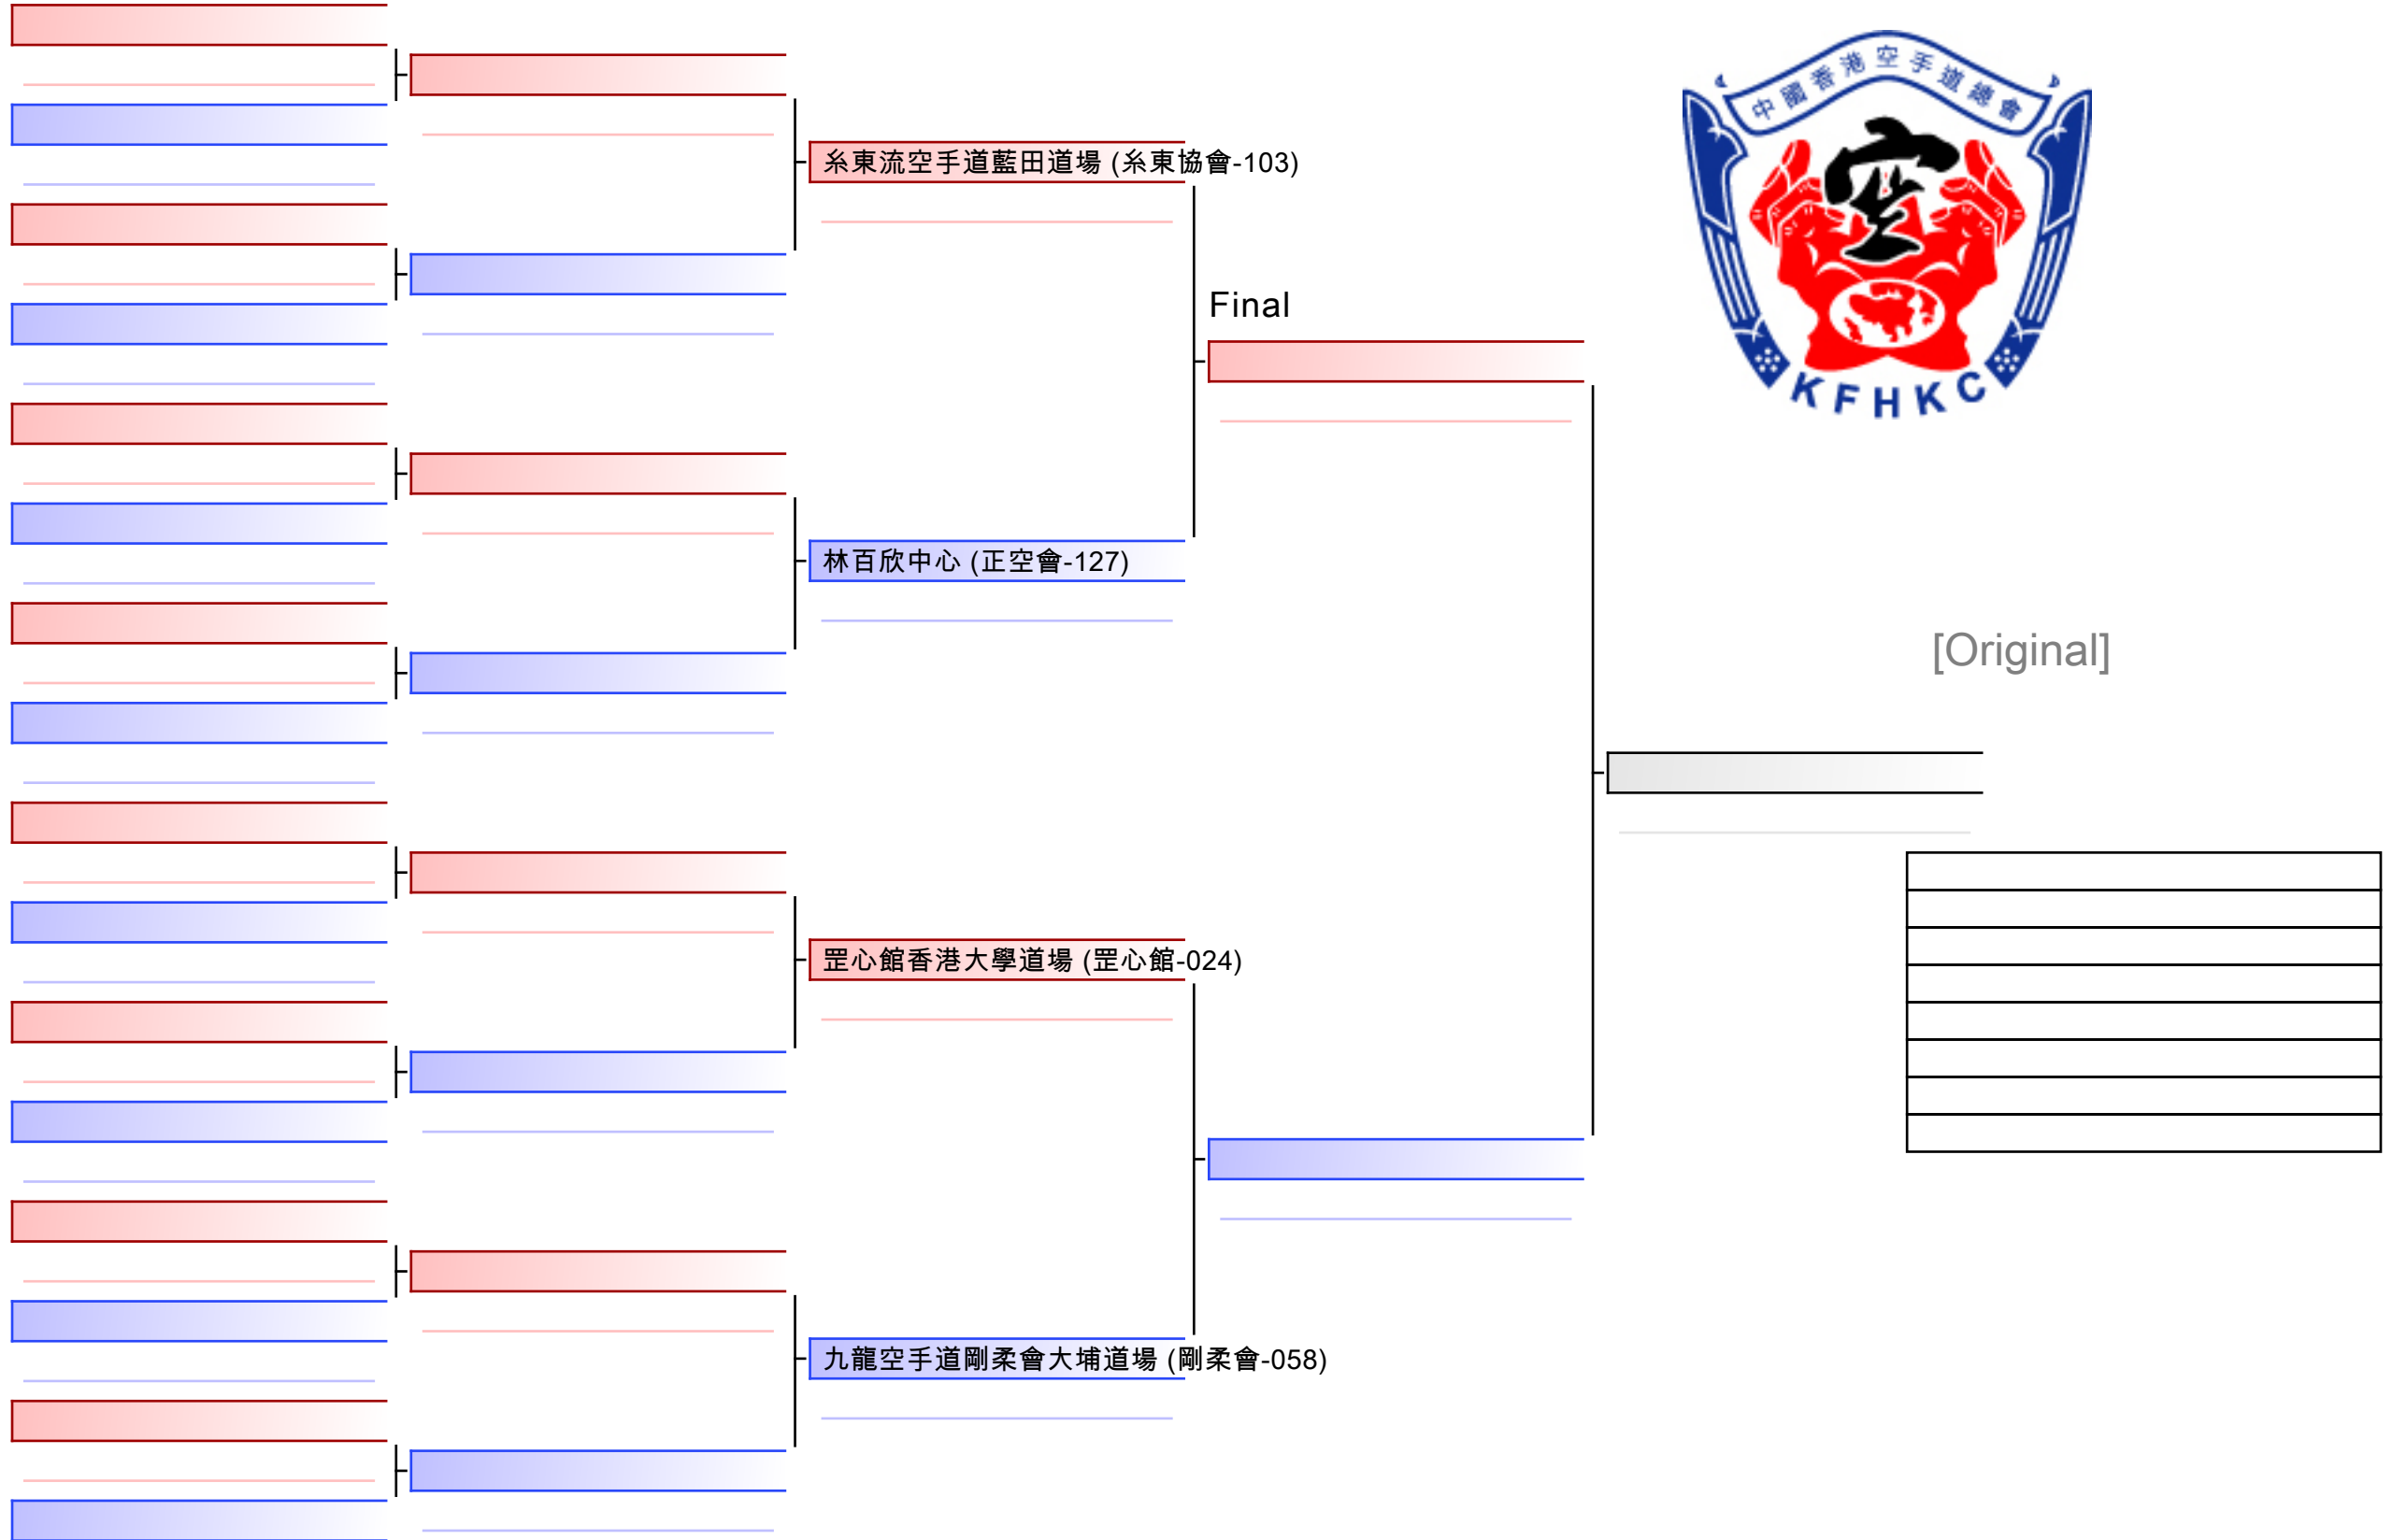 中國香港空手道總會
空
糸東流空手道藍田道場 (糸東協會-103)
Final
KFHKC
林百欣中心 (正空會-127)
[Original]
罡心館香港大學道場 (罡心館-024)
九龍空手道剛柔會大埔道場 (剛柔會-058)